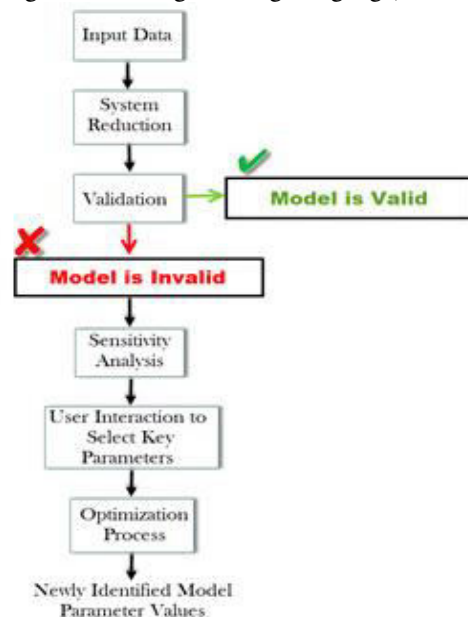 Input Data
System
Reduction
Validation
Model is Valid
Model is Invalid
Sensitivity
Analysis
User Interaction to
Select Key
Parameters
Optimization
Process
Newly Identified Model
Parameter Values